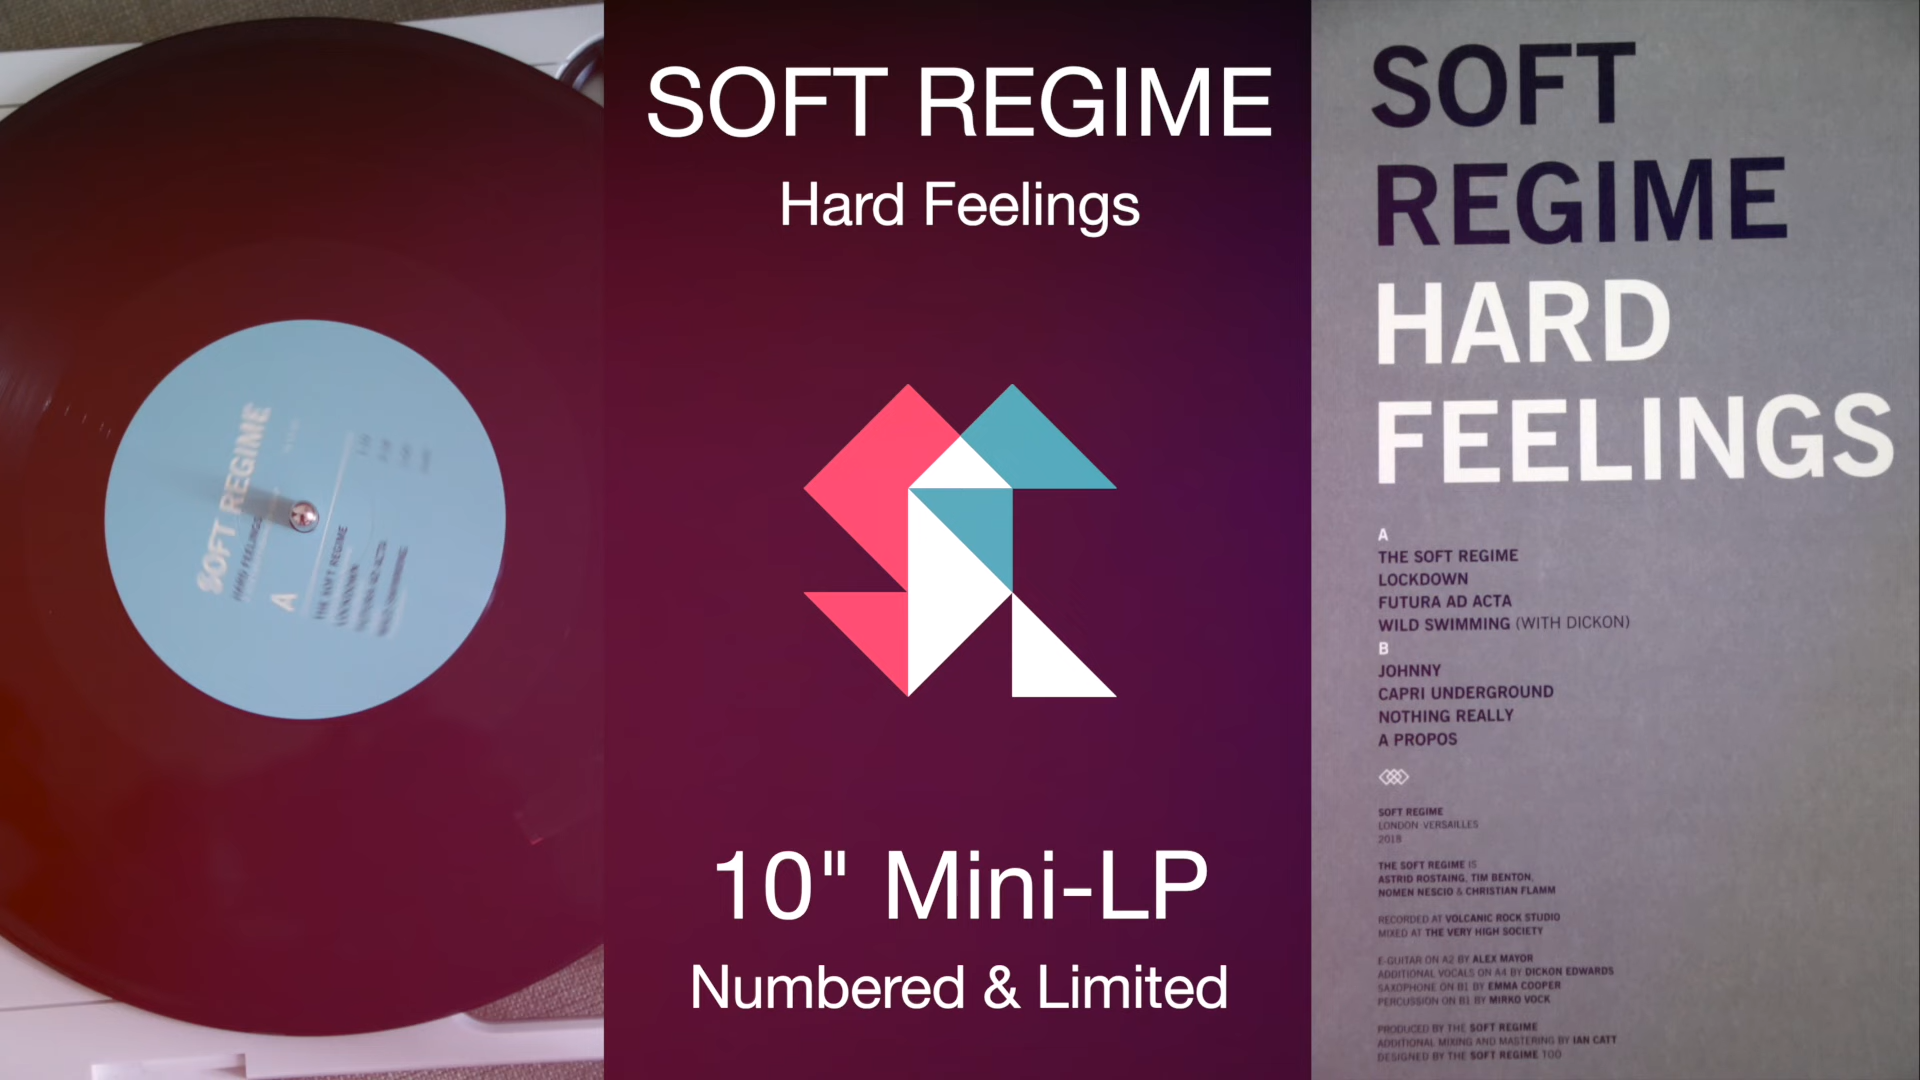 SOFT REGIME
HARD FEELINGS
A
THE SOFT REGIME
SOFT REGIME
Hard Feelings
10" Mini-LP
Numbered & Limited
SOFT
REGIME
HARD
FEELINGS
A
THE SOFT REGIME
LOCKDOWN
FUTURA AD ACTA
WILD SWIMMING (WITH DICKON)
B
JOHNNY
CAPRI UNDERGROUND
NOTHING REALLY
A PROPOS
SOFT REGIME
LONDON VERSAILLES
2018
THE SOFT REGIME IS
ASTRID ROSTAING, TIM BENTON,
NOMEN NESCIO & CHRISTIAN FLAMM
RECORDED AT VOLCANIC ROCK STUDIO
MIXED AT THE VERY HIGH SOCIETY
E-GUITAR ON A2 BY ALEX MAYOR
ADDITIONAL VOCALS ON A4 BY DICKON EDWARDS
SAXOPHONE ON B1 BY EMMA COOPER
PERCUSSION ON B1 BY MIRKO VOCK
PRODUCED BY THE SOFT REGIME
ADDITIONAL MIXING AND MASTERING BY IAN CATT
DESIGNED BY THE SOFT REGIME TOO